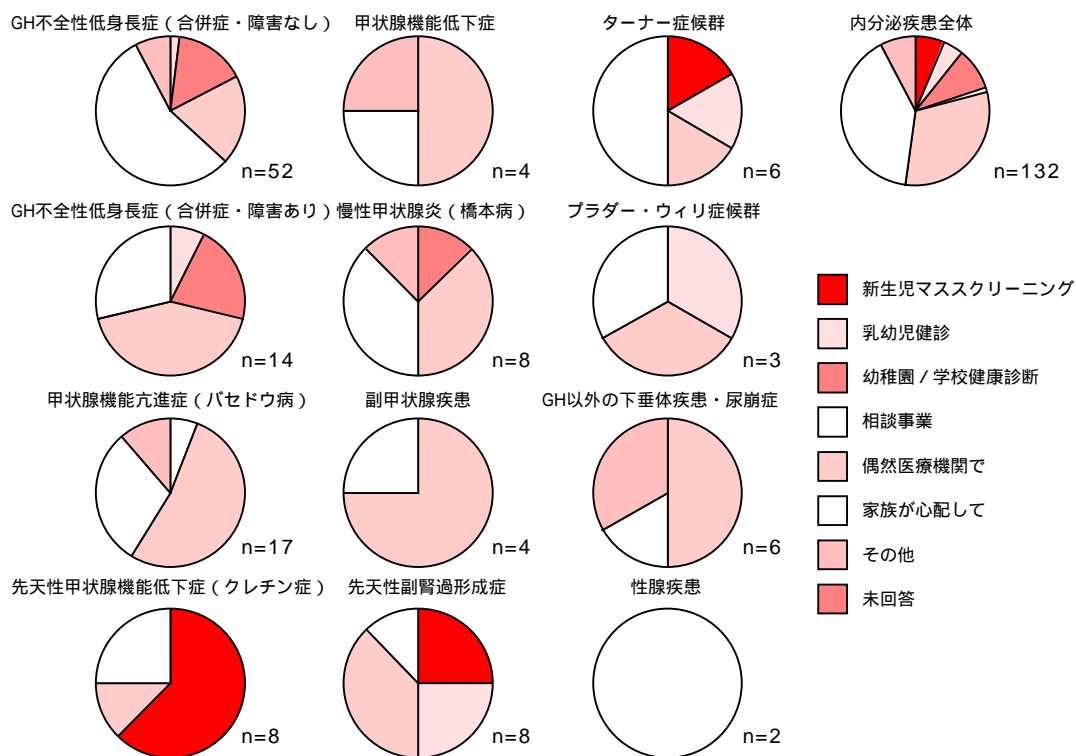 GH不全性低身長症(合併症・障害なし)
n=52
甲状腺機能低下症
n=4
ターナー症候群
n=6
内分泌疾患全体
n=132
GH不全性低身長症(合併症・障害あり)
n=14
慢性甲状腺炎(橋本病)
n=8
プラダー・ウィリ症候群
n=3
甲状腺機能亢進症(バセドウ病)
n=17
副甲状腺疾患
n=4
GH以外の下垂体疾患・尿崩症
n=6
先天性甲状腺機能低下症(クレチン症)
n=8
先天性副腎過形成症
n=8
性腺疾患
n=2
新生児マススクリーニング
乳幼児健診
幼稚園/学校健康診断
相談事業
偶然医療機関で
家族が心配して
その他
未回答